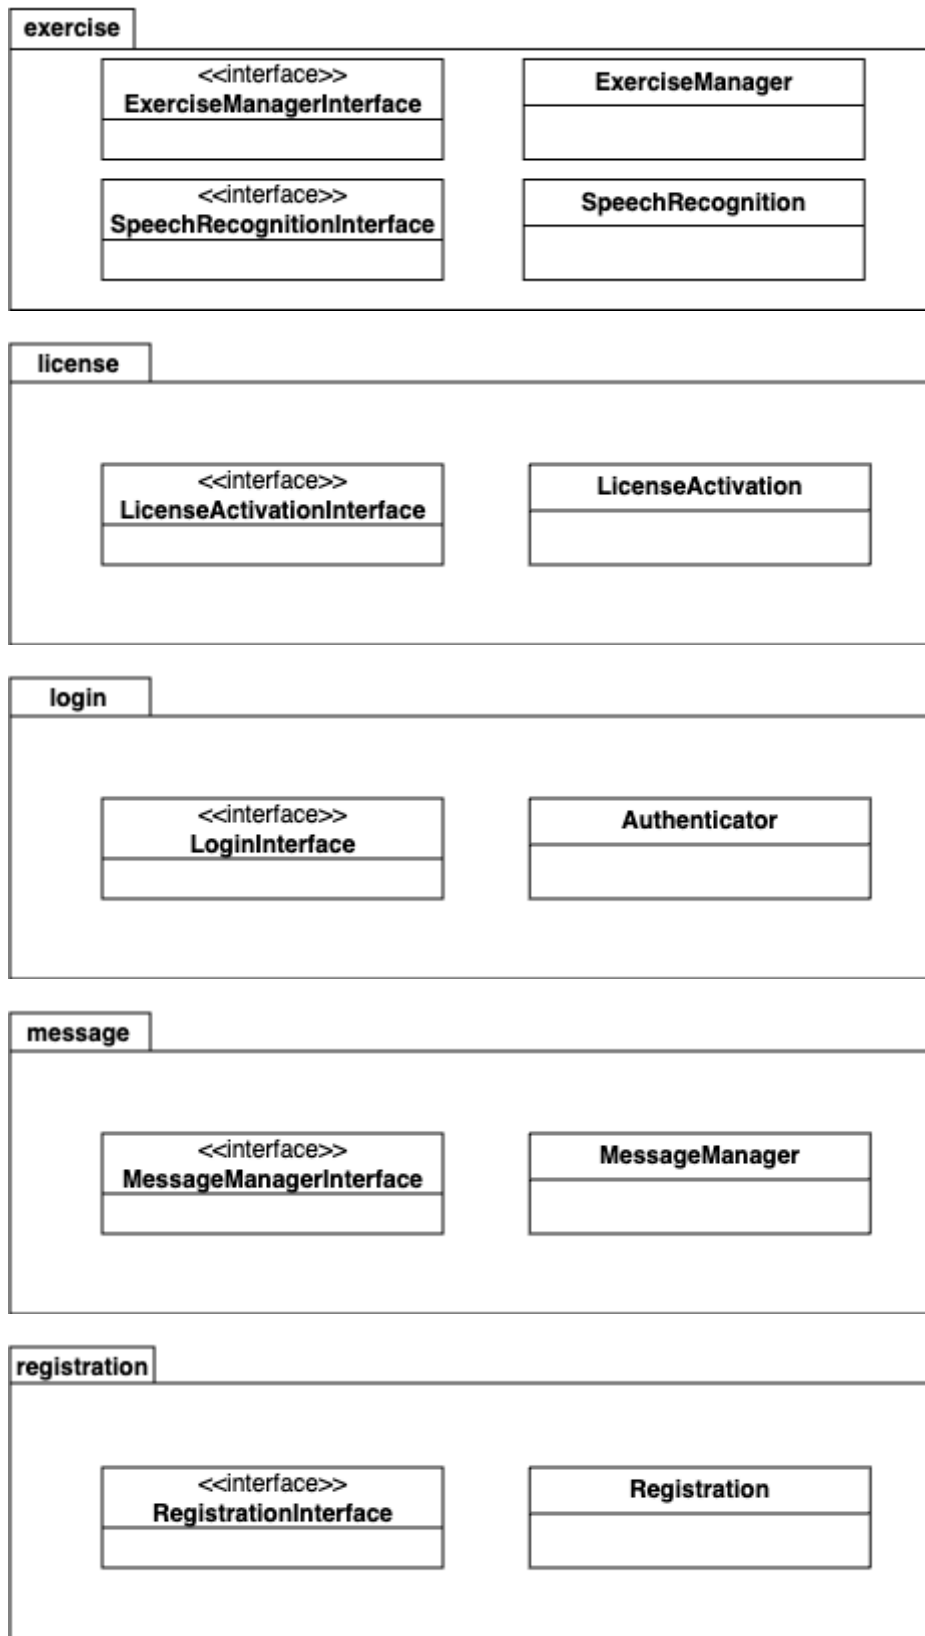 exercise
<<interface>>
ExerciseManagerInterface
ExerciseManager
<<interface>>
SpeechRecognitionInterface
SpeechRecognition
license
<<interface>>
LicenseActivationInterface
LicenseActivation
login
<<interface>>
LoginInterface
Authenticator
message
<<interface>>
MessageManagerInterface
MessageManager
registration
<<interface>>
RegistrationInterface
Registration